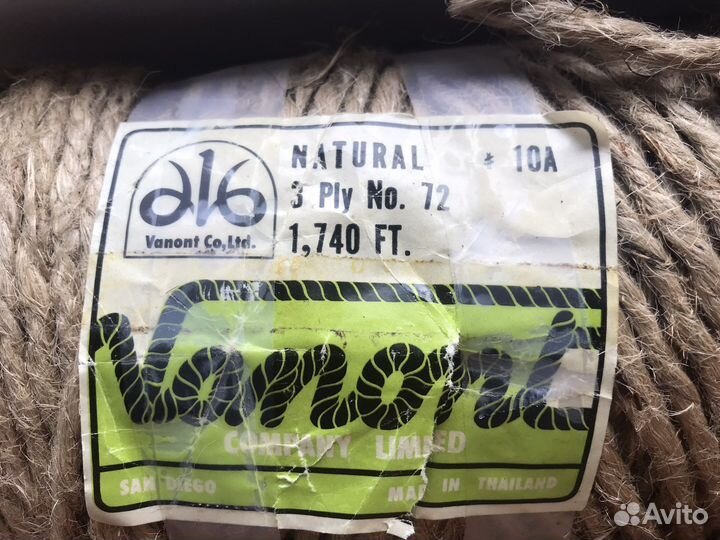 NATURAL # 10A
3 Ply No. 72
1,740 FT.
Vanont Co,Ltd.
Vanont
COMPANY LIMITED
SAN DIEGO MADE IN THAILAND
Avito